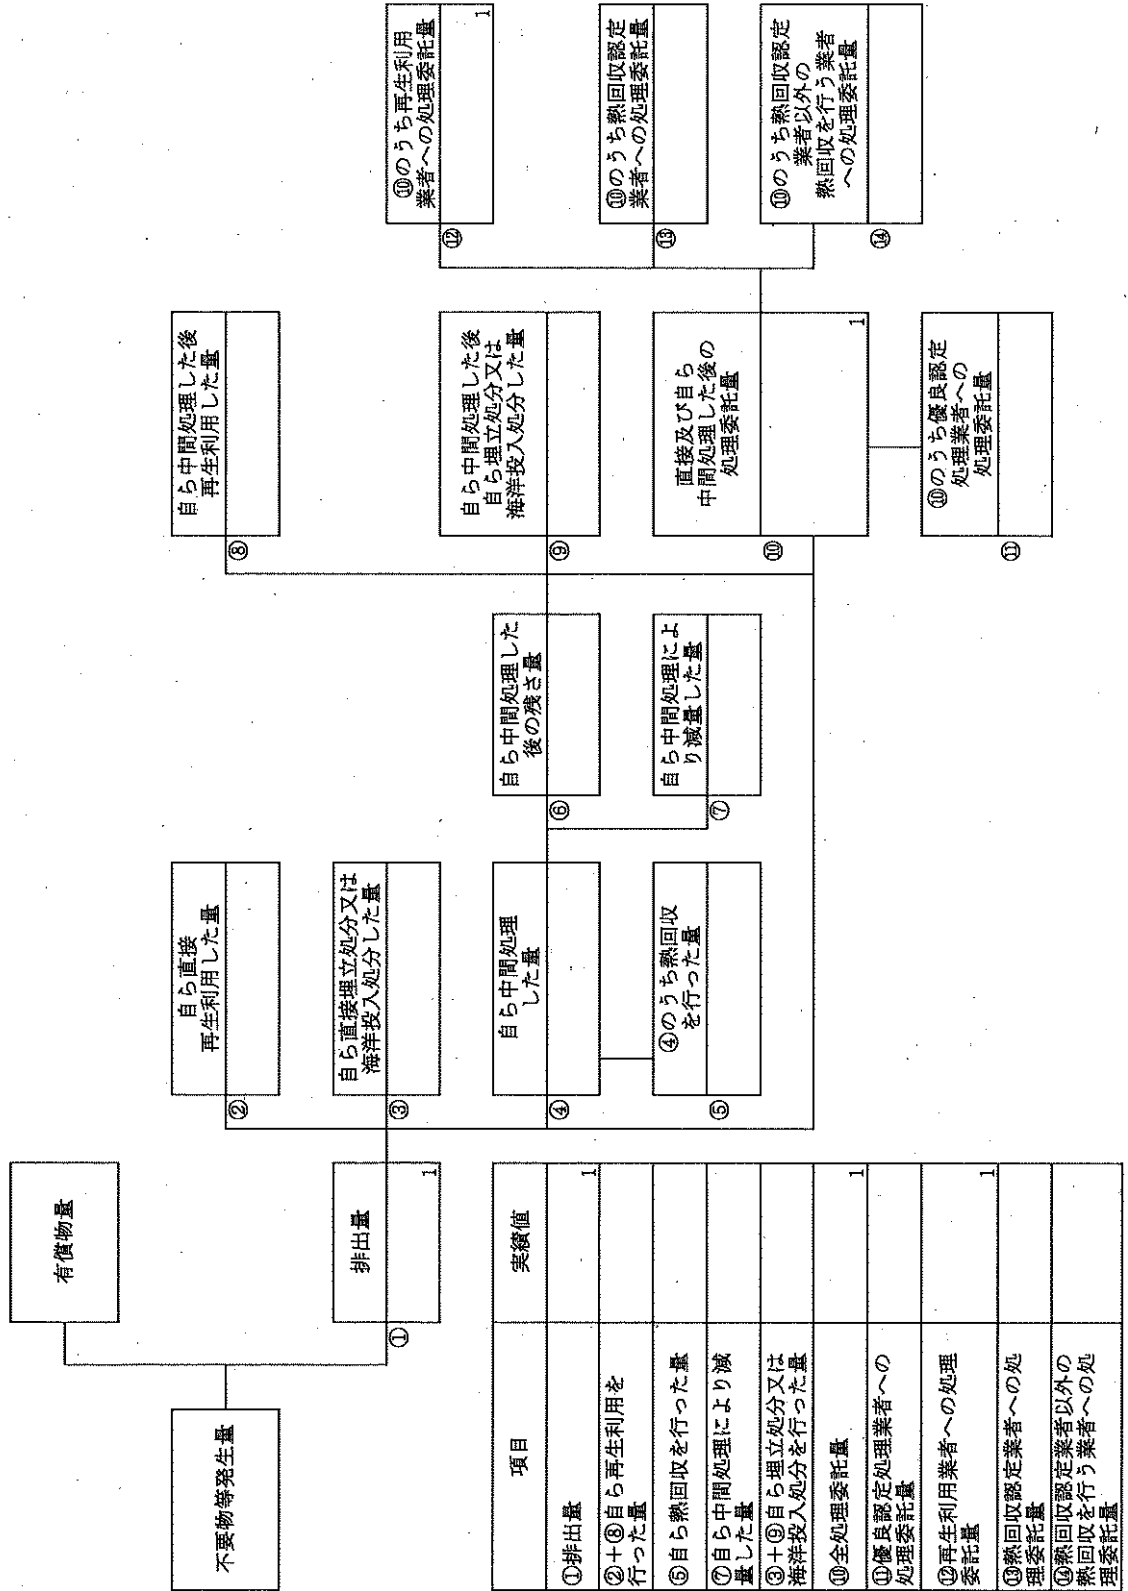 有償物量
不要物等発生量
①
排出量
1
②
自ら直接
再生利用した量
③
自ら直接埋立処分又は
海洋投入処分した量
④
自ら中間処理
した量
⑤
④のうち熱回収
を行った量
⑥
自ら中間処理した
後の残さ量
⑦
自ら中間処理によ
り減量した量
⑧
自ら中間処理した後
再生利用した量
⑨
自ら中間処理した後
自ら埋立処分又は
海洋投入処分した量
⑩
直接及び自ら
中間処理した後の
処理委託量
1
⑪
⑩のうち優良認定
処理業者への
処理委託量
⑫
⑩のうち再生利用
業者への処理委託量
1
⑬
⑩のうち熱回収認定
業者への処理委託量
⑭
⑩のうち熱回収認定
業者以外の
熱回収を行う業者
への処理委託量
項目 実績値
①排出量 1
②+⑧自ら再生利用を
行った量
⑤自ら熱回収を行った量
⑦自ら中間処理により減
量した量
③+⑨自ら埋立処分又は
海洋投入処分を行った量
⑩全処理委託量 1
⑪優良認定処理業者への
処理委託量
⑫再生利用業者への処理
委託量 1
⑬熱回収認定業者への処
理委託量
⑭熱回収認定業者以外の
熱回収を行う業者への処
理委託量